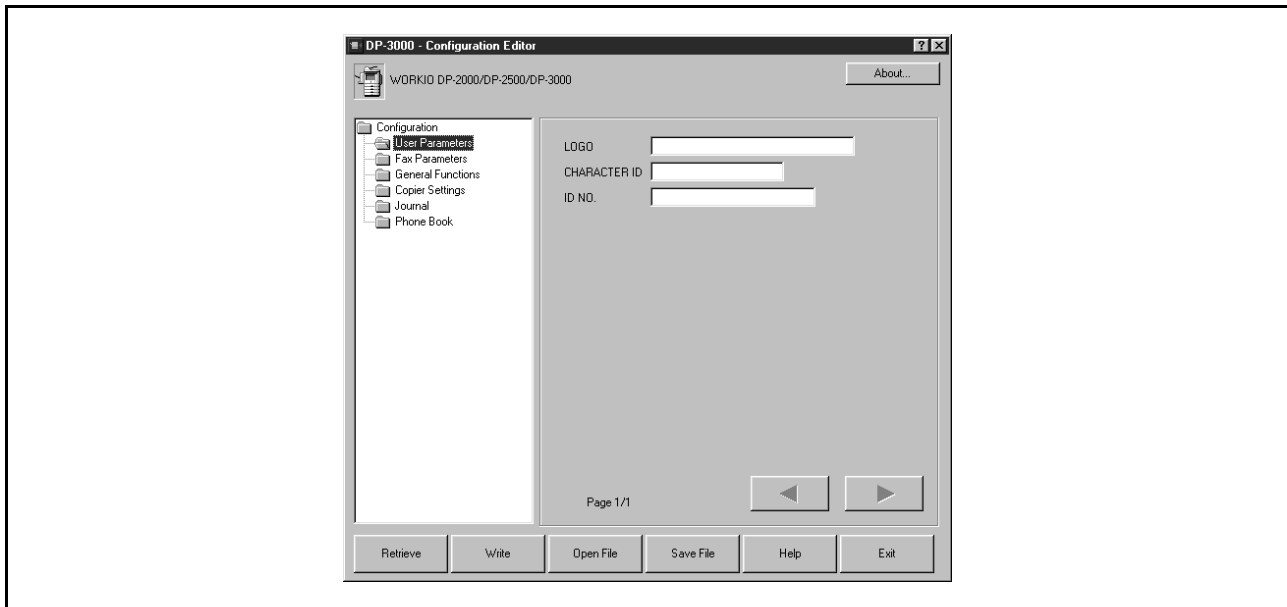 DP-3000 - Configuration Editor
WORKIO DP-2000/DP-2500/DP-3000
About...
Configuration
User Parameters
Fax Parameters
General Functions
Copier Settings
Journal
Phone Book
LOGO
CHARACTER ID
ID NO.
Page 1/1
Retrieve Write Open File Save File Help Exit